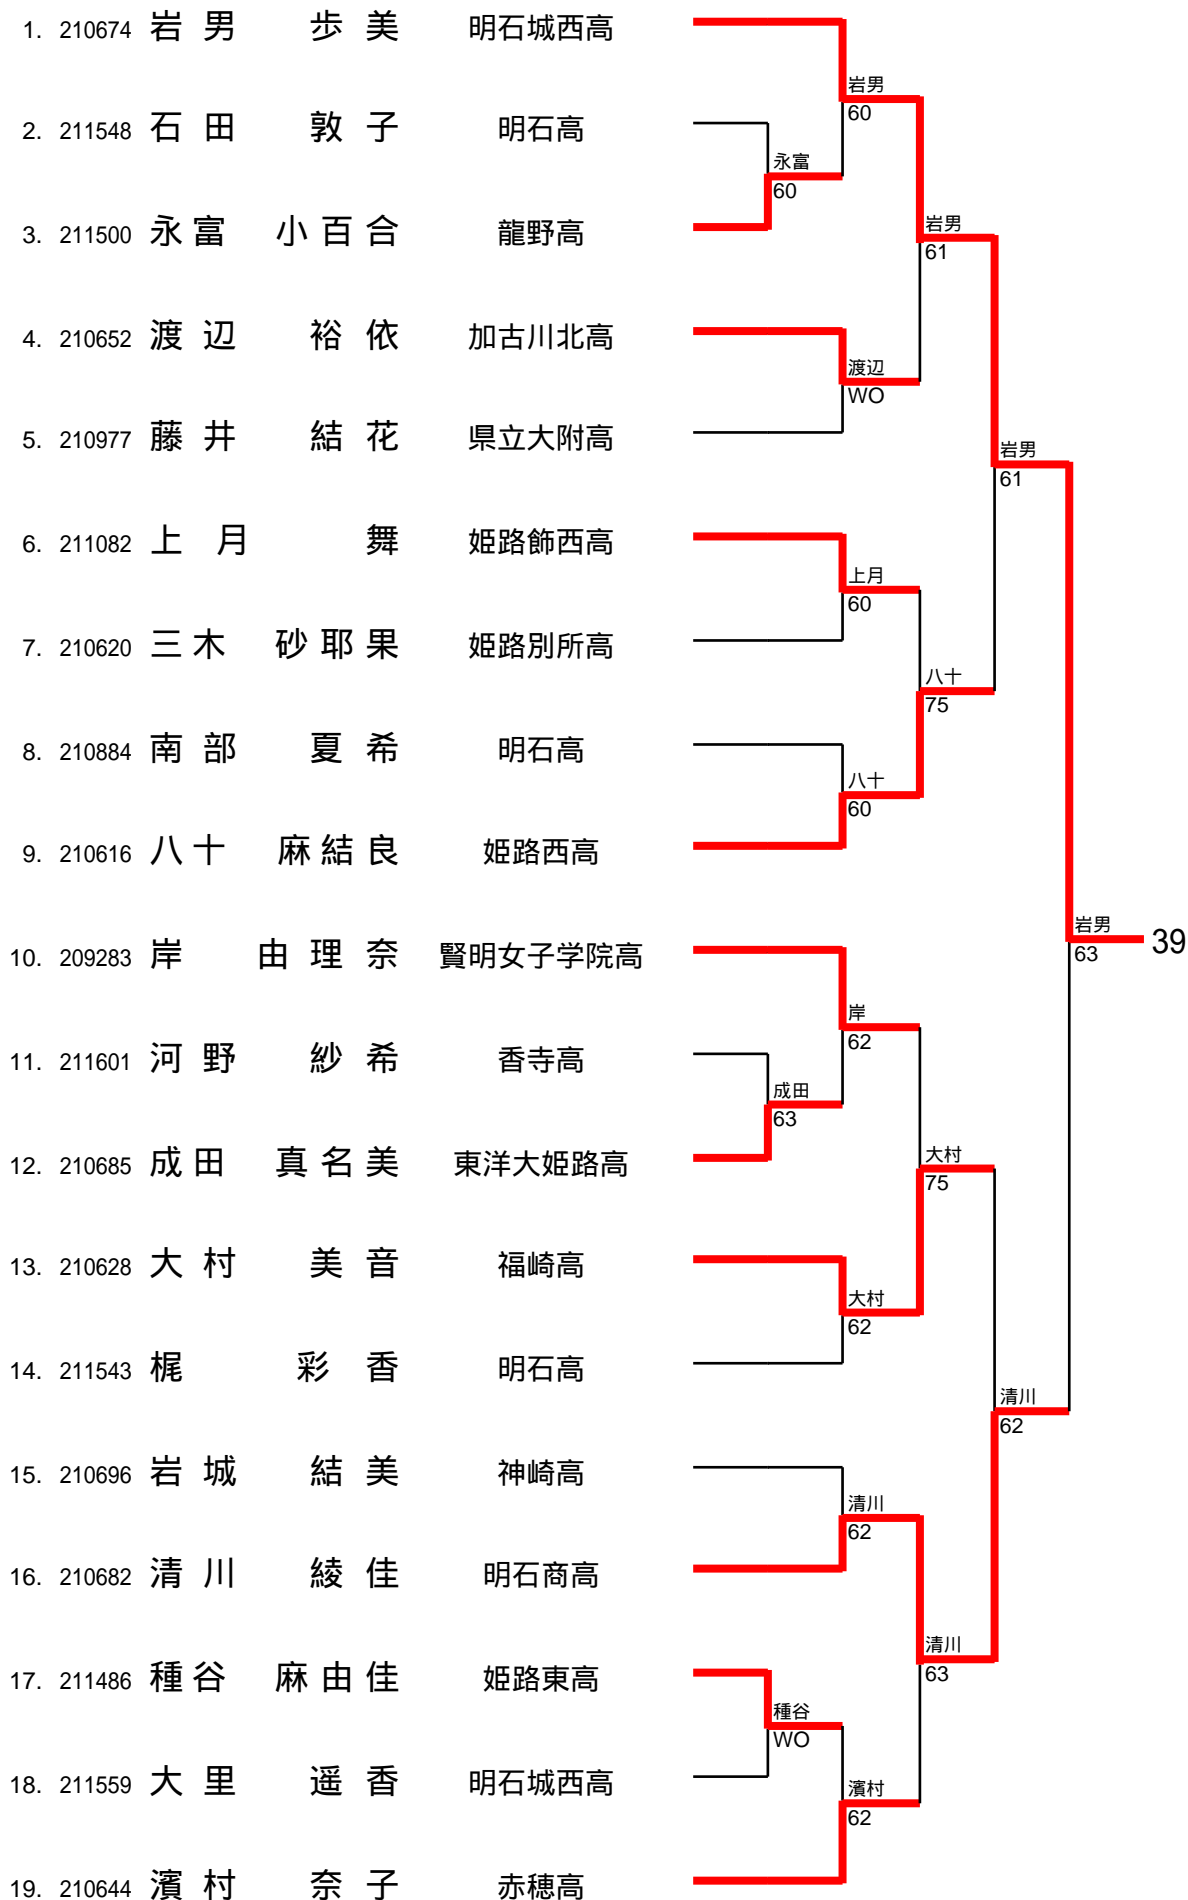 1. 210674 岩男 歩美 明石城西高
岩男
60
2. 211548 石田 敦子 明石高
永富
60
3. 211500 永富 小百合 龍野高
岩男
61
4. 210652 渡辺 裕依 加古川北高
渡辺
WO
5. 210977 藤井 結花 県立大附高
岩男
61
6. 211082 上月 舞 姫路飾西高
上月
60
7. 210620 三木 砂耶果 姫路別所高
八十
75
8. 210884 南部 夏希 明石高
八十
60
9. 210616 八十 麻結良 姫路西高
岩男
63
39
10. 209283 岸 由理奈 賢明女子学院高
岸
62
11. 211601 河野 紗希 香寺高
成田
63
12. 210685 成田 真名美 東洋大姫路高
大村
75
13. 210628 大村 美音 福崎高
大村
62
14. 211543 梶 彩香 明石高
清川
62
15. 210696 岩城 結美 神崎高
清川
62
16. 210682 清川 綾佳 明石商高
清川
63
17. 211486 種谷 麻由佳 姫路東高
種谷
WO
18. 211559 大里 遥香 明石城西高
濱村
62
19. 210644 濱村 奈子 赤穂高